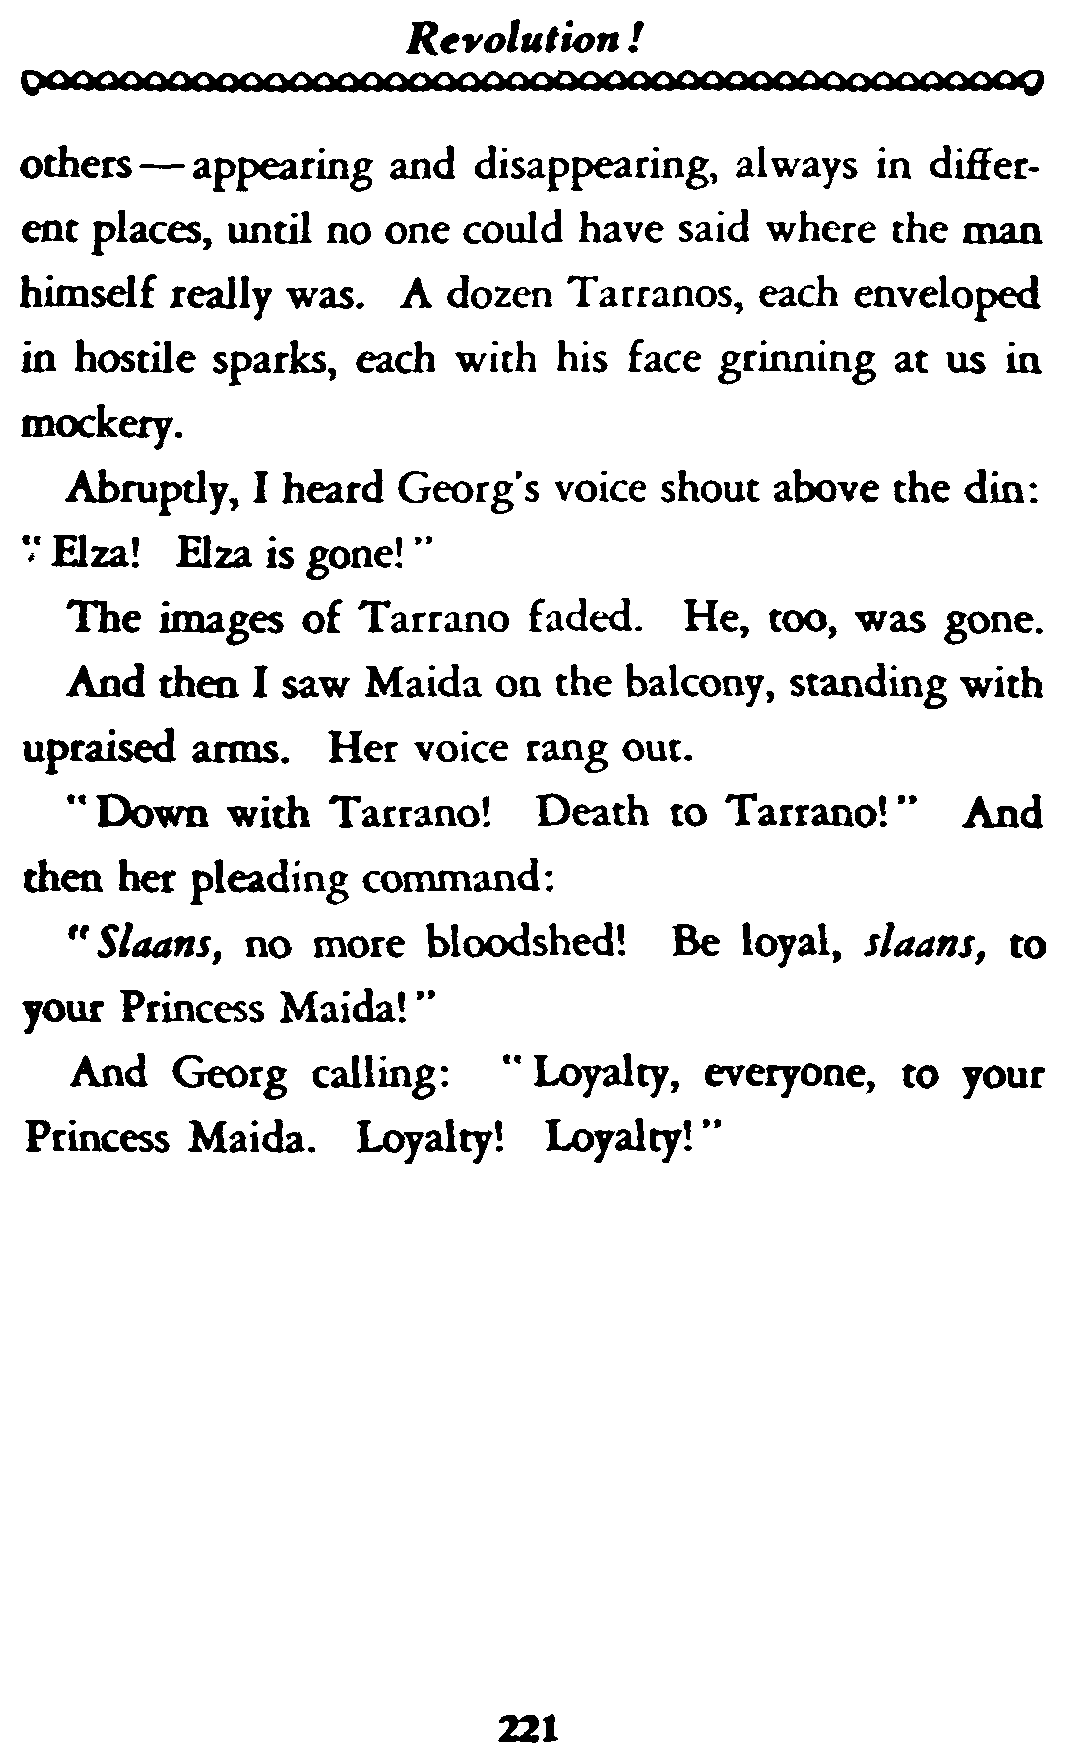 Revolution!
others — appearing and disappearing, always in differ-
ent places, until no one could have said where the man
himself really was. A dozen Tarranos, each enveloped
in hostile sparks, each with his face grinning at us in
mockery.
Abruptly, I heard Georg's voice shout above the din:
"Elza! Elza is gone!"
The images of Tarrano faded. He, too, was gone.
And then I saw Maida on the balcony, standing with
upraised arms. Her voice rang out.
"Down with Tarrano! Death to Tarrano!" And
then her pleading command:
"Slaans, no more bloodshed! Be loyal, slaans, to
your Princess Maida!"
And Georg calling: "Loyalty, everyone, to your
Princess Maida. Loyalty! Loyalty!"
221